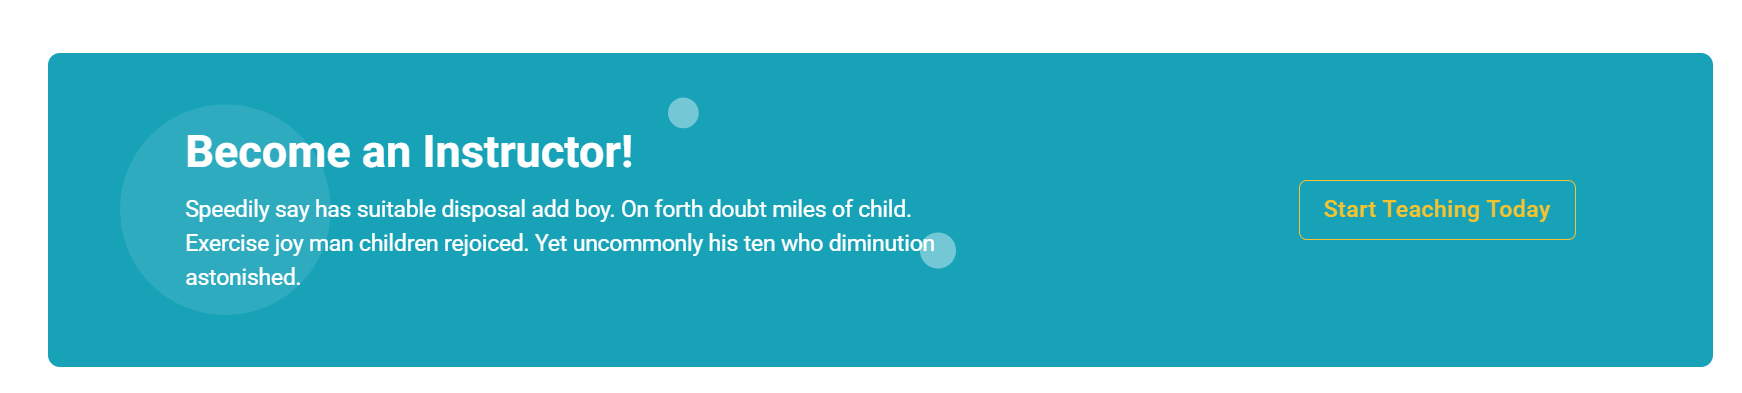 Become an Instructor!
Speedily say has suitable disposal add boy. On forth doubt miles of child.
Exercise joy man children rejoiced. Yet uncommonly his ten who diminution
astonished.
Start Teaching Today